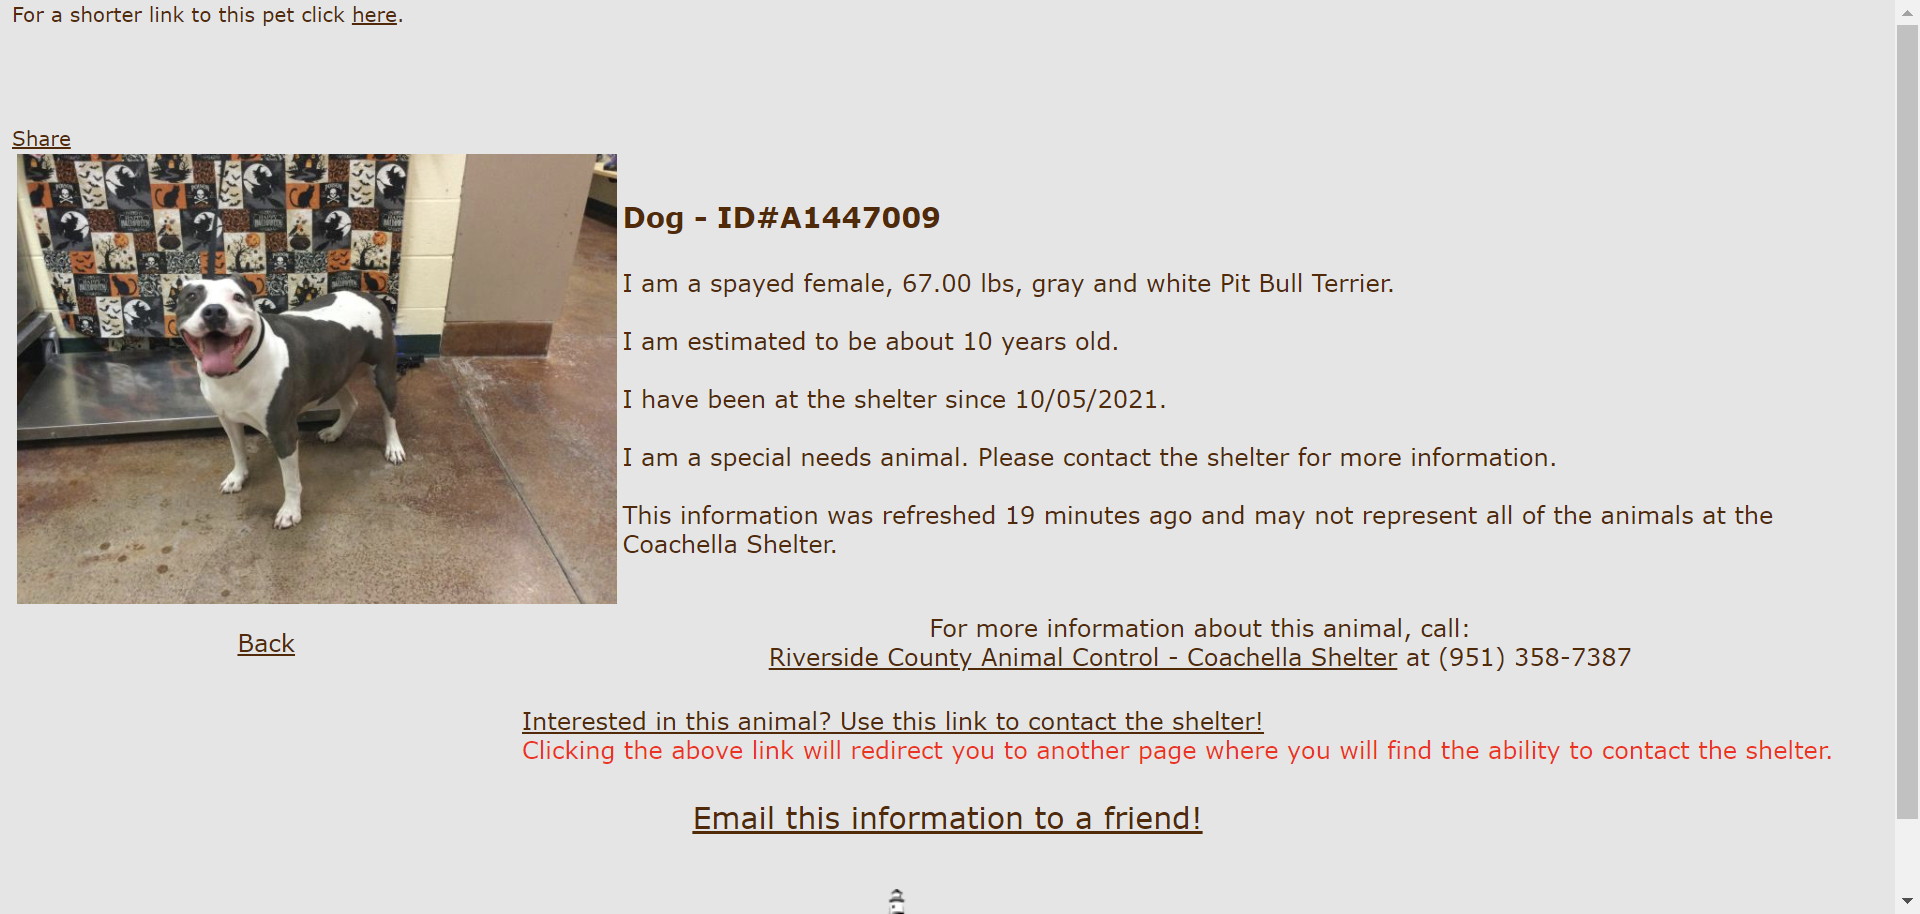 For a shorter link to this pet click here.
Share
Dog - ID#A1447009
I am a spayed female, 67.00 lbs, gray and white Pit Bull Terrier.
I am estimated to be about 10 years old.
I have been at the shelter since 10/05/2021.
I am a special needs animal. Please contact the shelter for more information.
This information was refreshed 19 minutes ago and may not represent all of the animals at the
Coachella Shelter.
Back
For more information about this animal, call:
Riverside County Animal Control - Coachella Shelter at (951) 358-7387
Interested in this animal? Use this link to contact the shelter!
Clicking the above link will redirect you to another page where you will find the ability to contact the shelter.
Email this information to a friend!